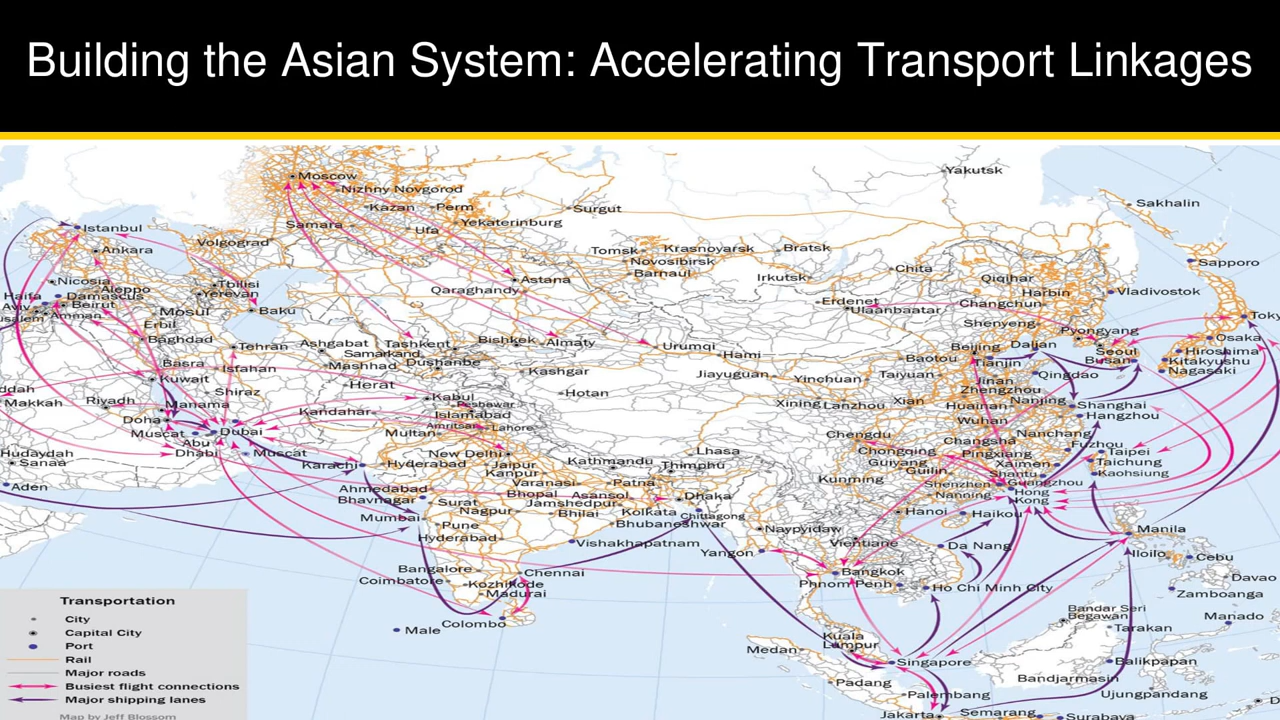 Building the Asian System: Accelerating Transport Linkages
Moscow
Nizhny Novgorod
Kazan
Perm
Surgut
Yakutsk
Sakhalin
Samara
Ufa
Yekaterinburg
Istanbul
Ankara
Volgograd
Tomsk
Krasnoyarsk
Bratsk
Novosibirsk
Barnaul
Irkutsk
Chita
Sapporo
Nicosia
Aleppo
Tbilisi
Yerevan
Astana
Qaraghandy
Qiqihar
Harbin
Vladivostok
Haifa
Damascus
Beirut
Amman
Mosul
Baku
Erdenet
Ulaanbaatar
Changchun
Erbil
Baghdad
Tehran
Ashgabat
Tashkent
Bishkek
Almaty
Urumqi
Hami
Shenyeng
Pyongyang
Toky
Osaka
Samarkand
Mashhad
Dushanbe
Basra
Isfahan
Kashgar
Jiayuguan
Yinchuan
Baotou
Beijing
Dalian
Tianjin
Seoul
Busan
Hiroshima
Kitakyushu
Nagasaki
Kuwait
Shiraz
Herat
Hotan
Taiyuan
Jinan
Qingdao
Zhengzhou
ddah
Makkah
Riyadh
Manama
Kandahar
Kabul
Peshawar
Islamabad
Xining
Lanzhou
Xian
Huainan
Nanjing
Shanghai
Hangzhou
Doha
Muscat
Dubai
Abu
Dhabi
Muscat
Multan
Amritsar
Lahore
Chengdu
Wuhan
Nanchang
Changsha
Fuzhou
Hudaydah
Sanaa
Karachi
Hyderabad
New Delhi
Jaipur
Kanpur
Kathmandu
Thimphu
Lhasa
Chongqing
Guiyang
Guilin
Pingxiang
Xaimen
Taipei
Taichung
Kaohsiung
Aden
Ahmedabad
Bhavnagar
Surat
Varanasi
Patna
Bhopal
Asansol
Jamshedpur
Dhaka
Kunming
Shenzhen
Nanning
Shantu
Guangzhou
Hong
Kong
Mumbai
Nagpur
Bhilai
Kolkata
Chittagong
Bhubaneshwar
Hanoi
Haikou
Pune
Hyderabad
Vishakhapatnam
Naypyidaw
Vientiane
Yangon
Da Nang
Manila
Iloilo
Cebu
Bangalore
Coimbatore
Chennai
Kozhikode
Madurai
Bangkok
Phnom Penh
Ho Chi Minh City
Davao
Zamboanga
Male
Colombo
Bandar Seri
Begawan
Manado
Tarakan
Medan
Kuala
Lumpur
Singapore
Balikpapan
Padang
Palembang
Bandjarmasin
Ujungpandang
Jakarta
Semarang
Surabaya
D
Transportation
City
Capital City
Port
Rail
Major roads
Busiest flight connections
Major shipping lanes
Map by Jeff Blossom